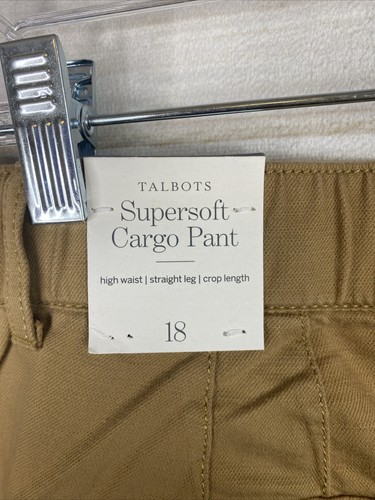 TALBOTS
Supersoft
Cargo Pant
high waist | straight leg | crop length
18